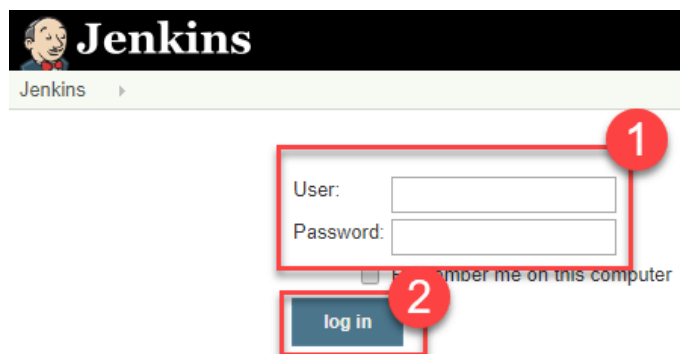 Jenkins
Jenkins
1
User:
Password:
me on this computer
2
log in